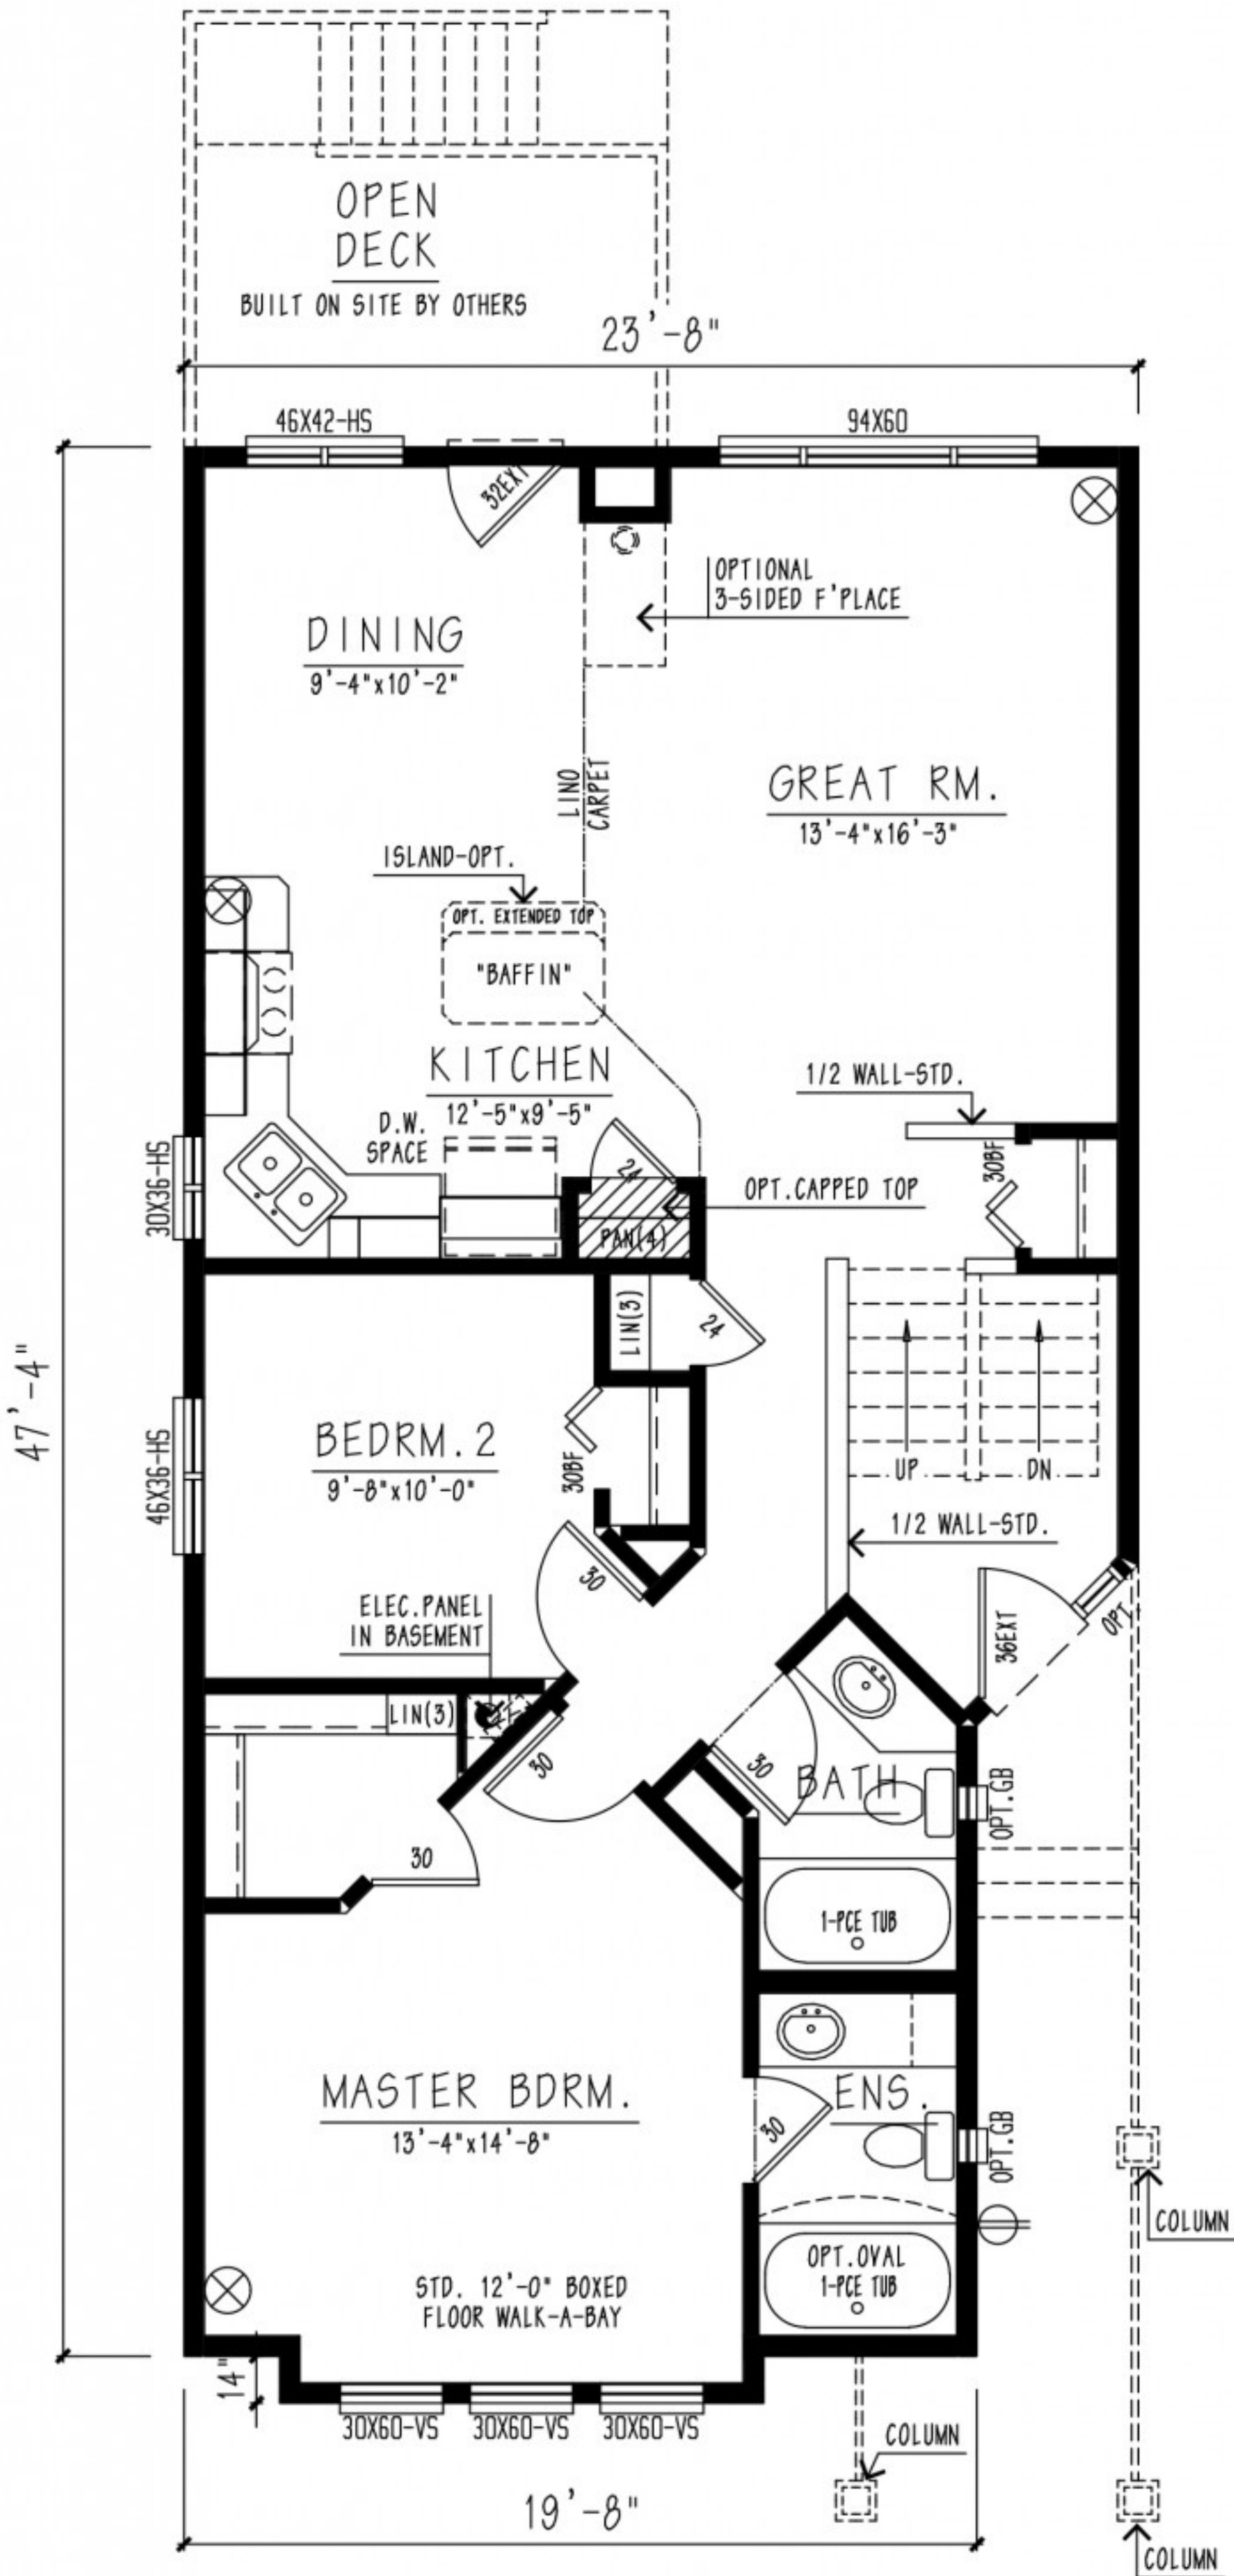 OPEN
DECK
BUILT ON SITE BY OTHERS
23'-8"
46X42-HS
94X60
32EXT
OPTIONAL
3-SIDED F'PLACE
DINING
9'-4"x10'-2"
LINO
CARPET
GREAT RM.
13'-4"x16'-3"
ISLAND-OPT.
OPT. EXTENDED TOP
"BAFFIN"
KITCHEN
12'-5"x9'-5"
1/2 WALL-STD.
D.W.
SPACE
30X36-HS
24
30BF
OPT.CAPPED TOP
PAN(4)
LIN(3)
24
47'-4"
46X36-HS
BEDRM.2
9'-8"x10'-0"
30BF
UP
DN
1/2 WALL-STD.
30
ELEC.PANEL
IN BASEMENT
36EXT
OPT
LIN(3)
30
30
BATH
OPT.GB
30
1-PCE TUB
MASTER BDRM.
13'-4"x14'-8"
ENS.
30
OPT.GB
COLUMN
STD. 12'-0" BOXED
FLOOR WALK-A-BAY
OPT.OVAL
1-PCE TUB
14"
30X60-VS
30X60-VS
30X60-VS
COLUMN
19'-8"
COLUMN